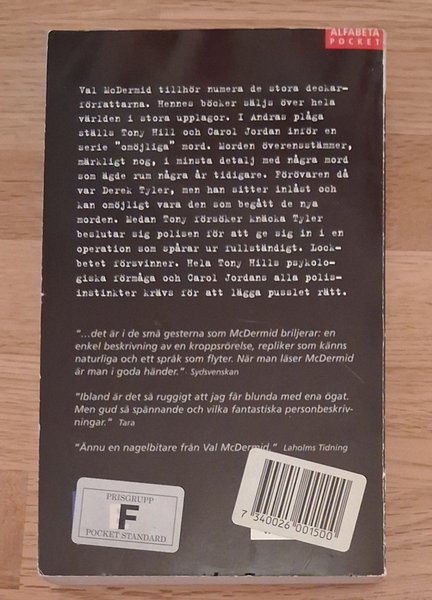 ALFABETA
POCKET
Val McDermid tillhör numera de stora deckar-
författarna. Hennes böcker säljs över hela
världen i stora upplagor. I Andras plåga
ställs Tony Hill och Carol Jordan inför en
serie "omöjliga" mord. Morden överensstämmer,
märkligt nog, i minsta detalj med några mord
som ägde rum några år tidigare. Förövaren då
var Derek Tyler, men han sitter inlåst och
kan omöjligt vara den som begått de nya
morden. Medan Tony försöker knäcka Tyler
beslutar sig polisen för att ge sig in i en
operation som spårar ur fullständigt. Lock-
betet försvinner. Hela Tony Hills psykolo-
giska förmåga och Carol Jordans alla polis-
instinkter krävs för att lägga pusslet rätt.
"...det är i de små gesterna som McDermid briljerar: en
enkel beskrivning av en kroppsrörelse, repliker som känns
naturliga och ett språk som flyter. När man läser McDermid
är man i goda händer." Sydsvenskan
"Ibland är det så ruggigt att jag får blunda med ena ögat.
Men gud så spännande och vilka fantastiska personbeskriv-
ningar." Tara
"Ännu en nagelbitare från Val McDermid." Laholms Tidning
PRISGRUPP
F
POCKET STANDARD
7 340026 001500